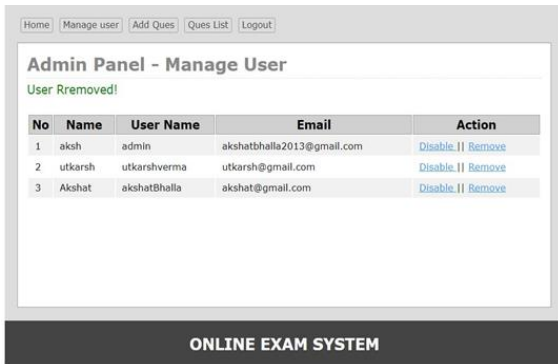 Home Manage user Add Ques Ques List Logout
Admin Panel - Manage User
User Rremoved!
No Name User Name Email Action
1 aksh admin akshatbhalla2013@gmail.com Disable || Remove
2 utkarsh utkarshverma utkarsh@gmail.com Disable || Remove
3 Akshat akshatBhalla akshat@gmail.com Disable || Remove
ONLINE EXAM SYSTEM